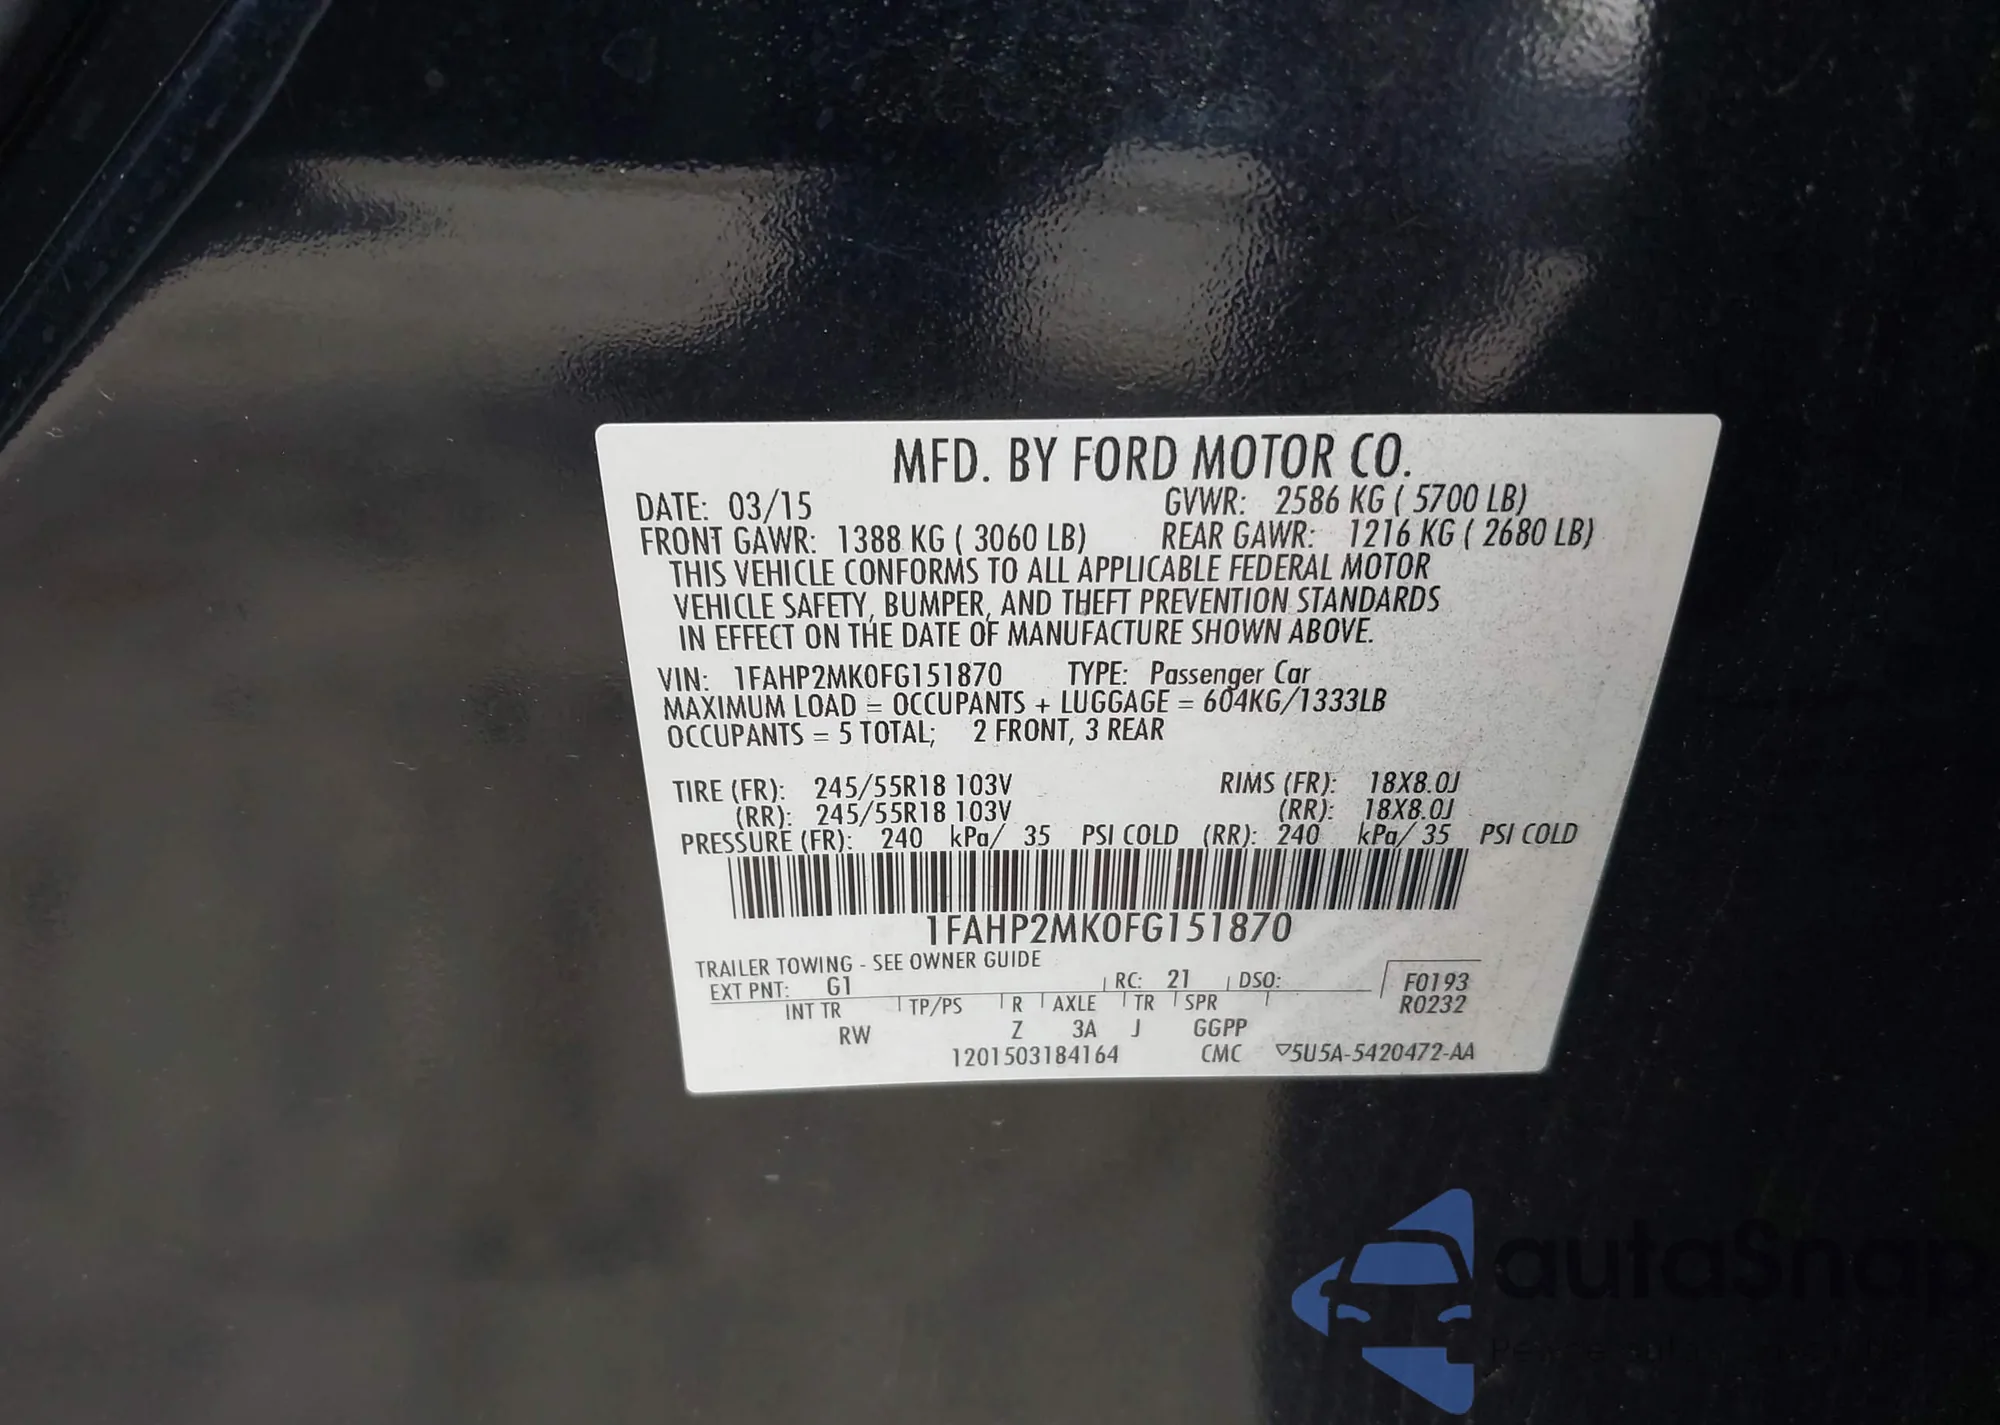 MFD. BY FORD MOTOR CO.
DATE: 03/15 GVWR: 2586 KG ( 5700 LB)
FRONT GAWR: 1388 KG ( 3060 LB) REAR GAWR: 1216 KG ( 2680 LB)
THIS VEHICLE CONFORMS TO ALL APPLICABLE FEDERAL MOTOR
VEHICLE SAFETY, BUMPER, AND THEFT PREVENTION STANDARDS
IN EFFECT ON THE DATE OF MANUFACTURE SHOWN ABOVE.
VIN: 1FAHP2MK0FG151870 TYPE: Passenger Car
MAXIMUM LOAD = OCCUPANTS + LUGGAGE = 604KG/1333LB
OCCUPANTS = 5 TOTAL; 2 FRONT, 3 REAR
TIRE (FR): 245/55R18 103V RIMS (FR): 18X8.0J
(RR): 245/55R18 103V (RR): 18X8.0J
PRESSURE (FR): 240 kPa/ 35 PSI COLD (RR): 240 kPa/ 35 PSI COLD
1FAHP2MK0FG151870
TRAILER TOWING - SEE OWNER GUIDE
EXT PNT: G1 RC: 21 DSO: F0193
INT TR TP/PS R AXLE TR SPR R0232
RW Z 3A J GGPP
1201503184164 CMC ▽5U5A-5420472-AA
autoSnap